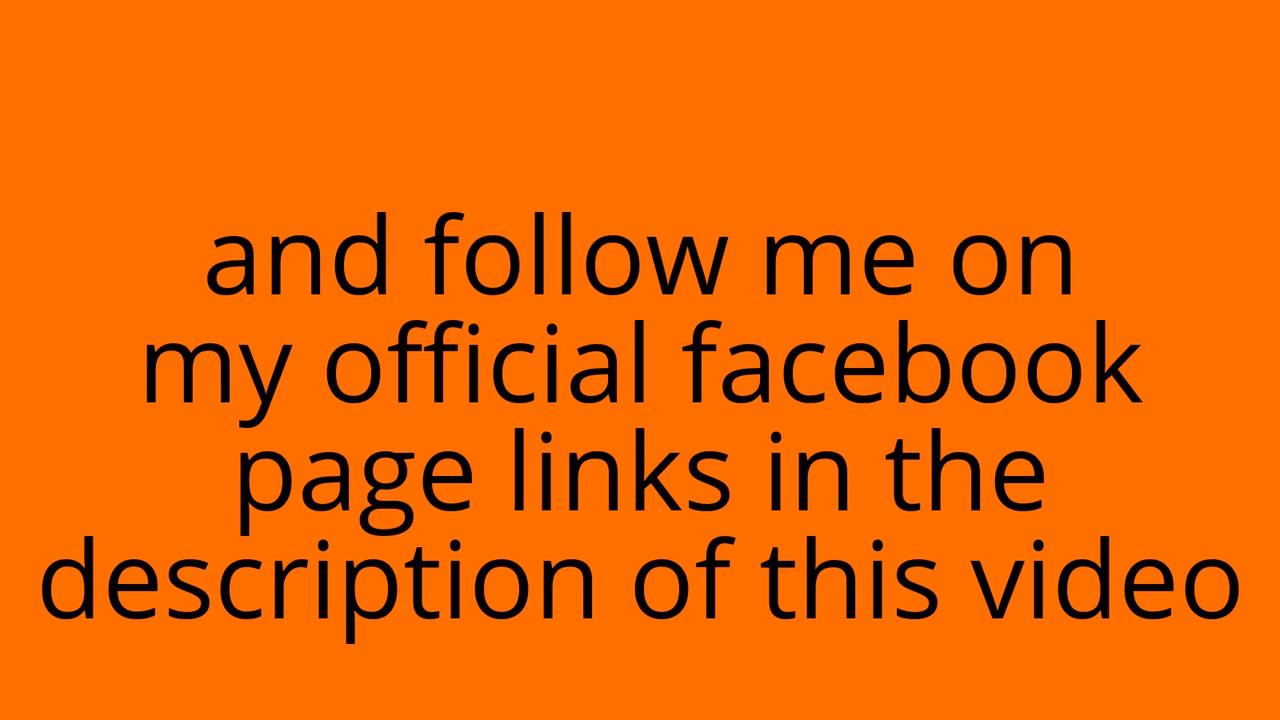 and follow me on
my official facebook
page links in the
description of this video